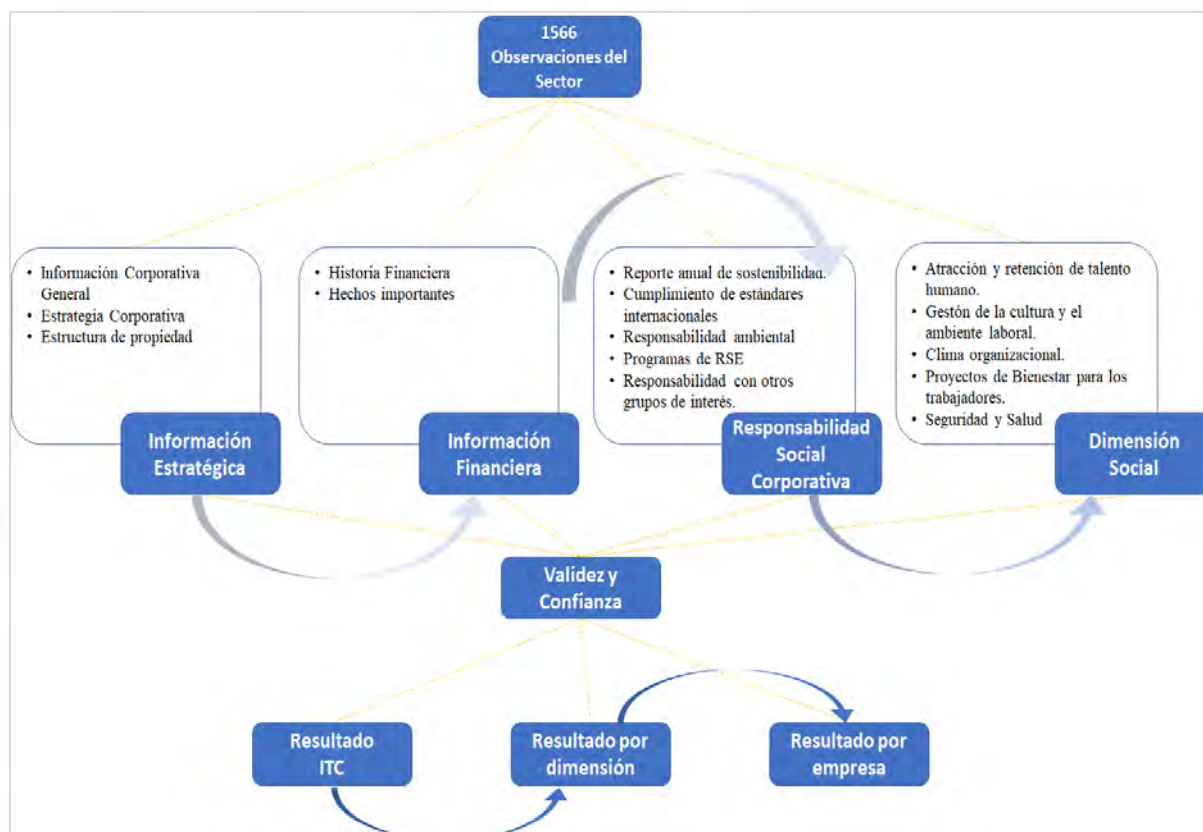 1566
Observaciones del
Sector
• Información Corporativa
General
• Estrategia Corporativa
• Estructura de propiedad
Información
Estratégica
• Historia Financiera
• Hechos importantes
Información
Financiera
• Reporte anual de sostenibilidad.
• Cumplimiento de estándares
internacionales
• Responsabilidad ambiental
• Programas de RSE
• Responsabilidad con otros
grupos de interés.
Responsabilidad
Social
Corporativa
• Atracción y retención de talento
humano.
• Gestión de la cultura y el
ambiente laboral.
• Clima organizacional.
• Proyectos de Bienestar para los
trabajadores.
• Seguridad y Salud
Dimensión
Social
Validez y
Confianza
Resultado
ITC
Resultado por
dimensión
Resultado por
empresa